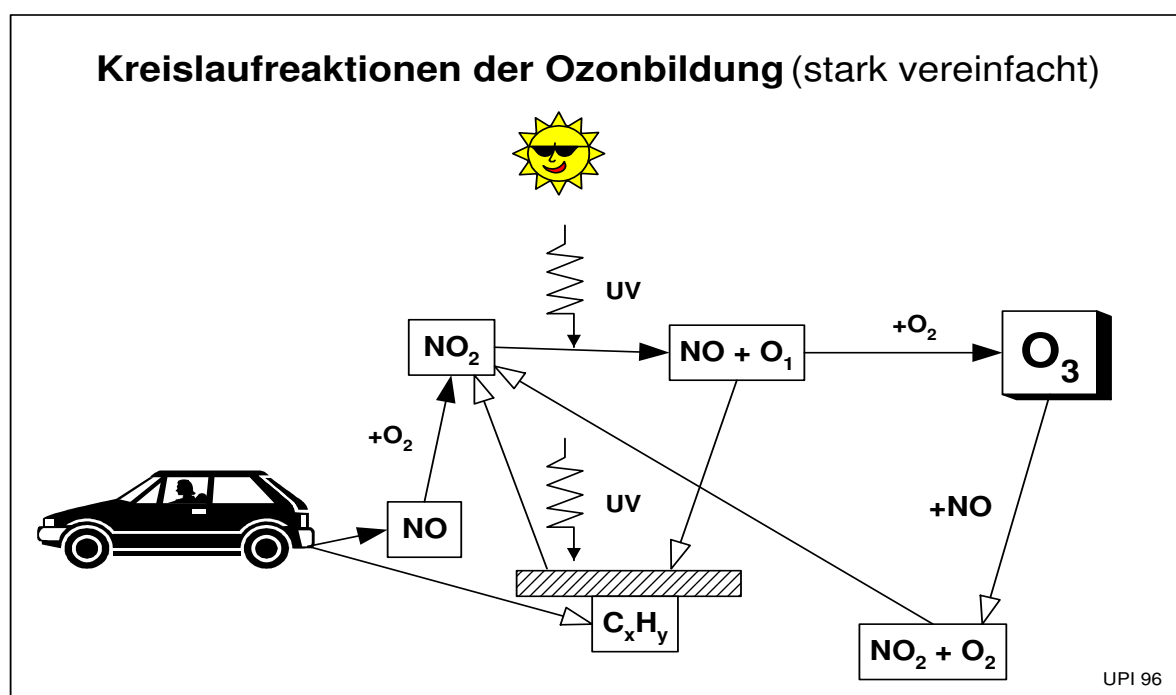 Kreislaufreaktionen der Ozonbildung (stark vereinfacht)
UV
NO₂
NO + O₁
+O₂
O₃
+O₂
UV
+NO
NO
CₓHᵧ
NO₂ + O₂
UPI 96